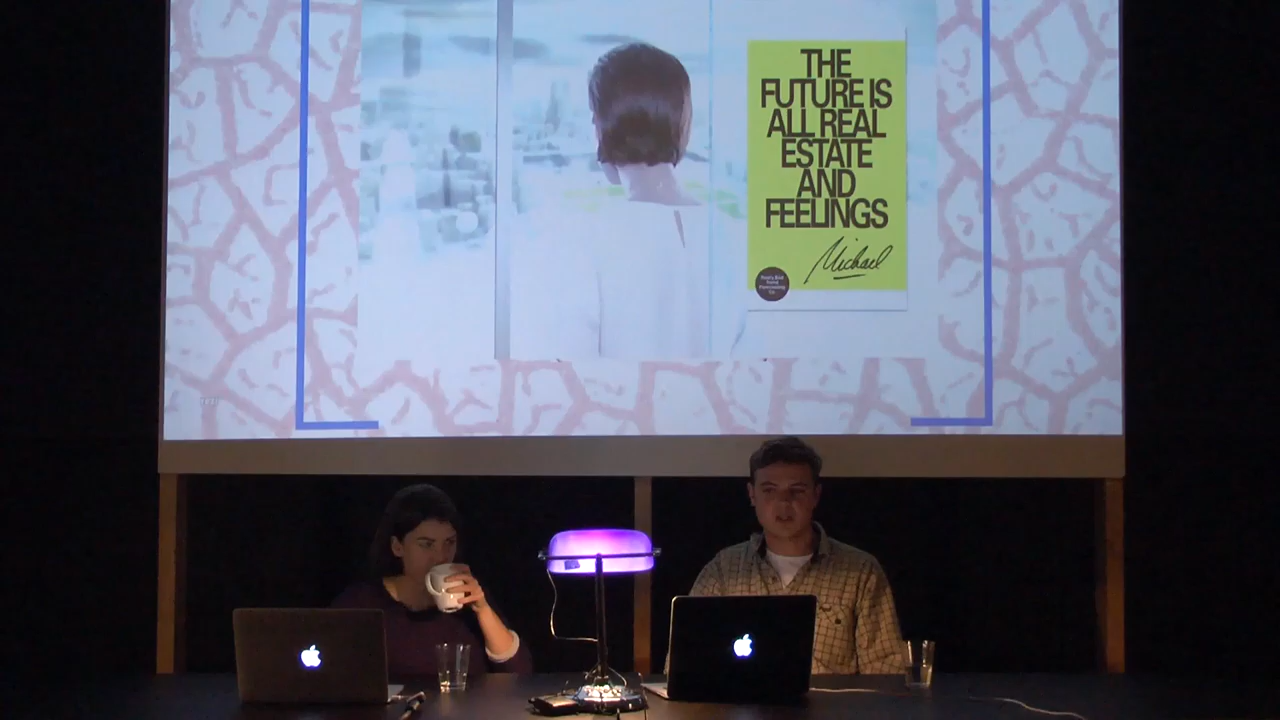 THE
FUTURE IS
ALL REAL
ESTATE
AND
FEELINGS
Michael